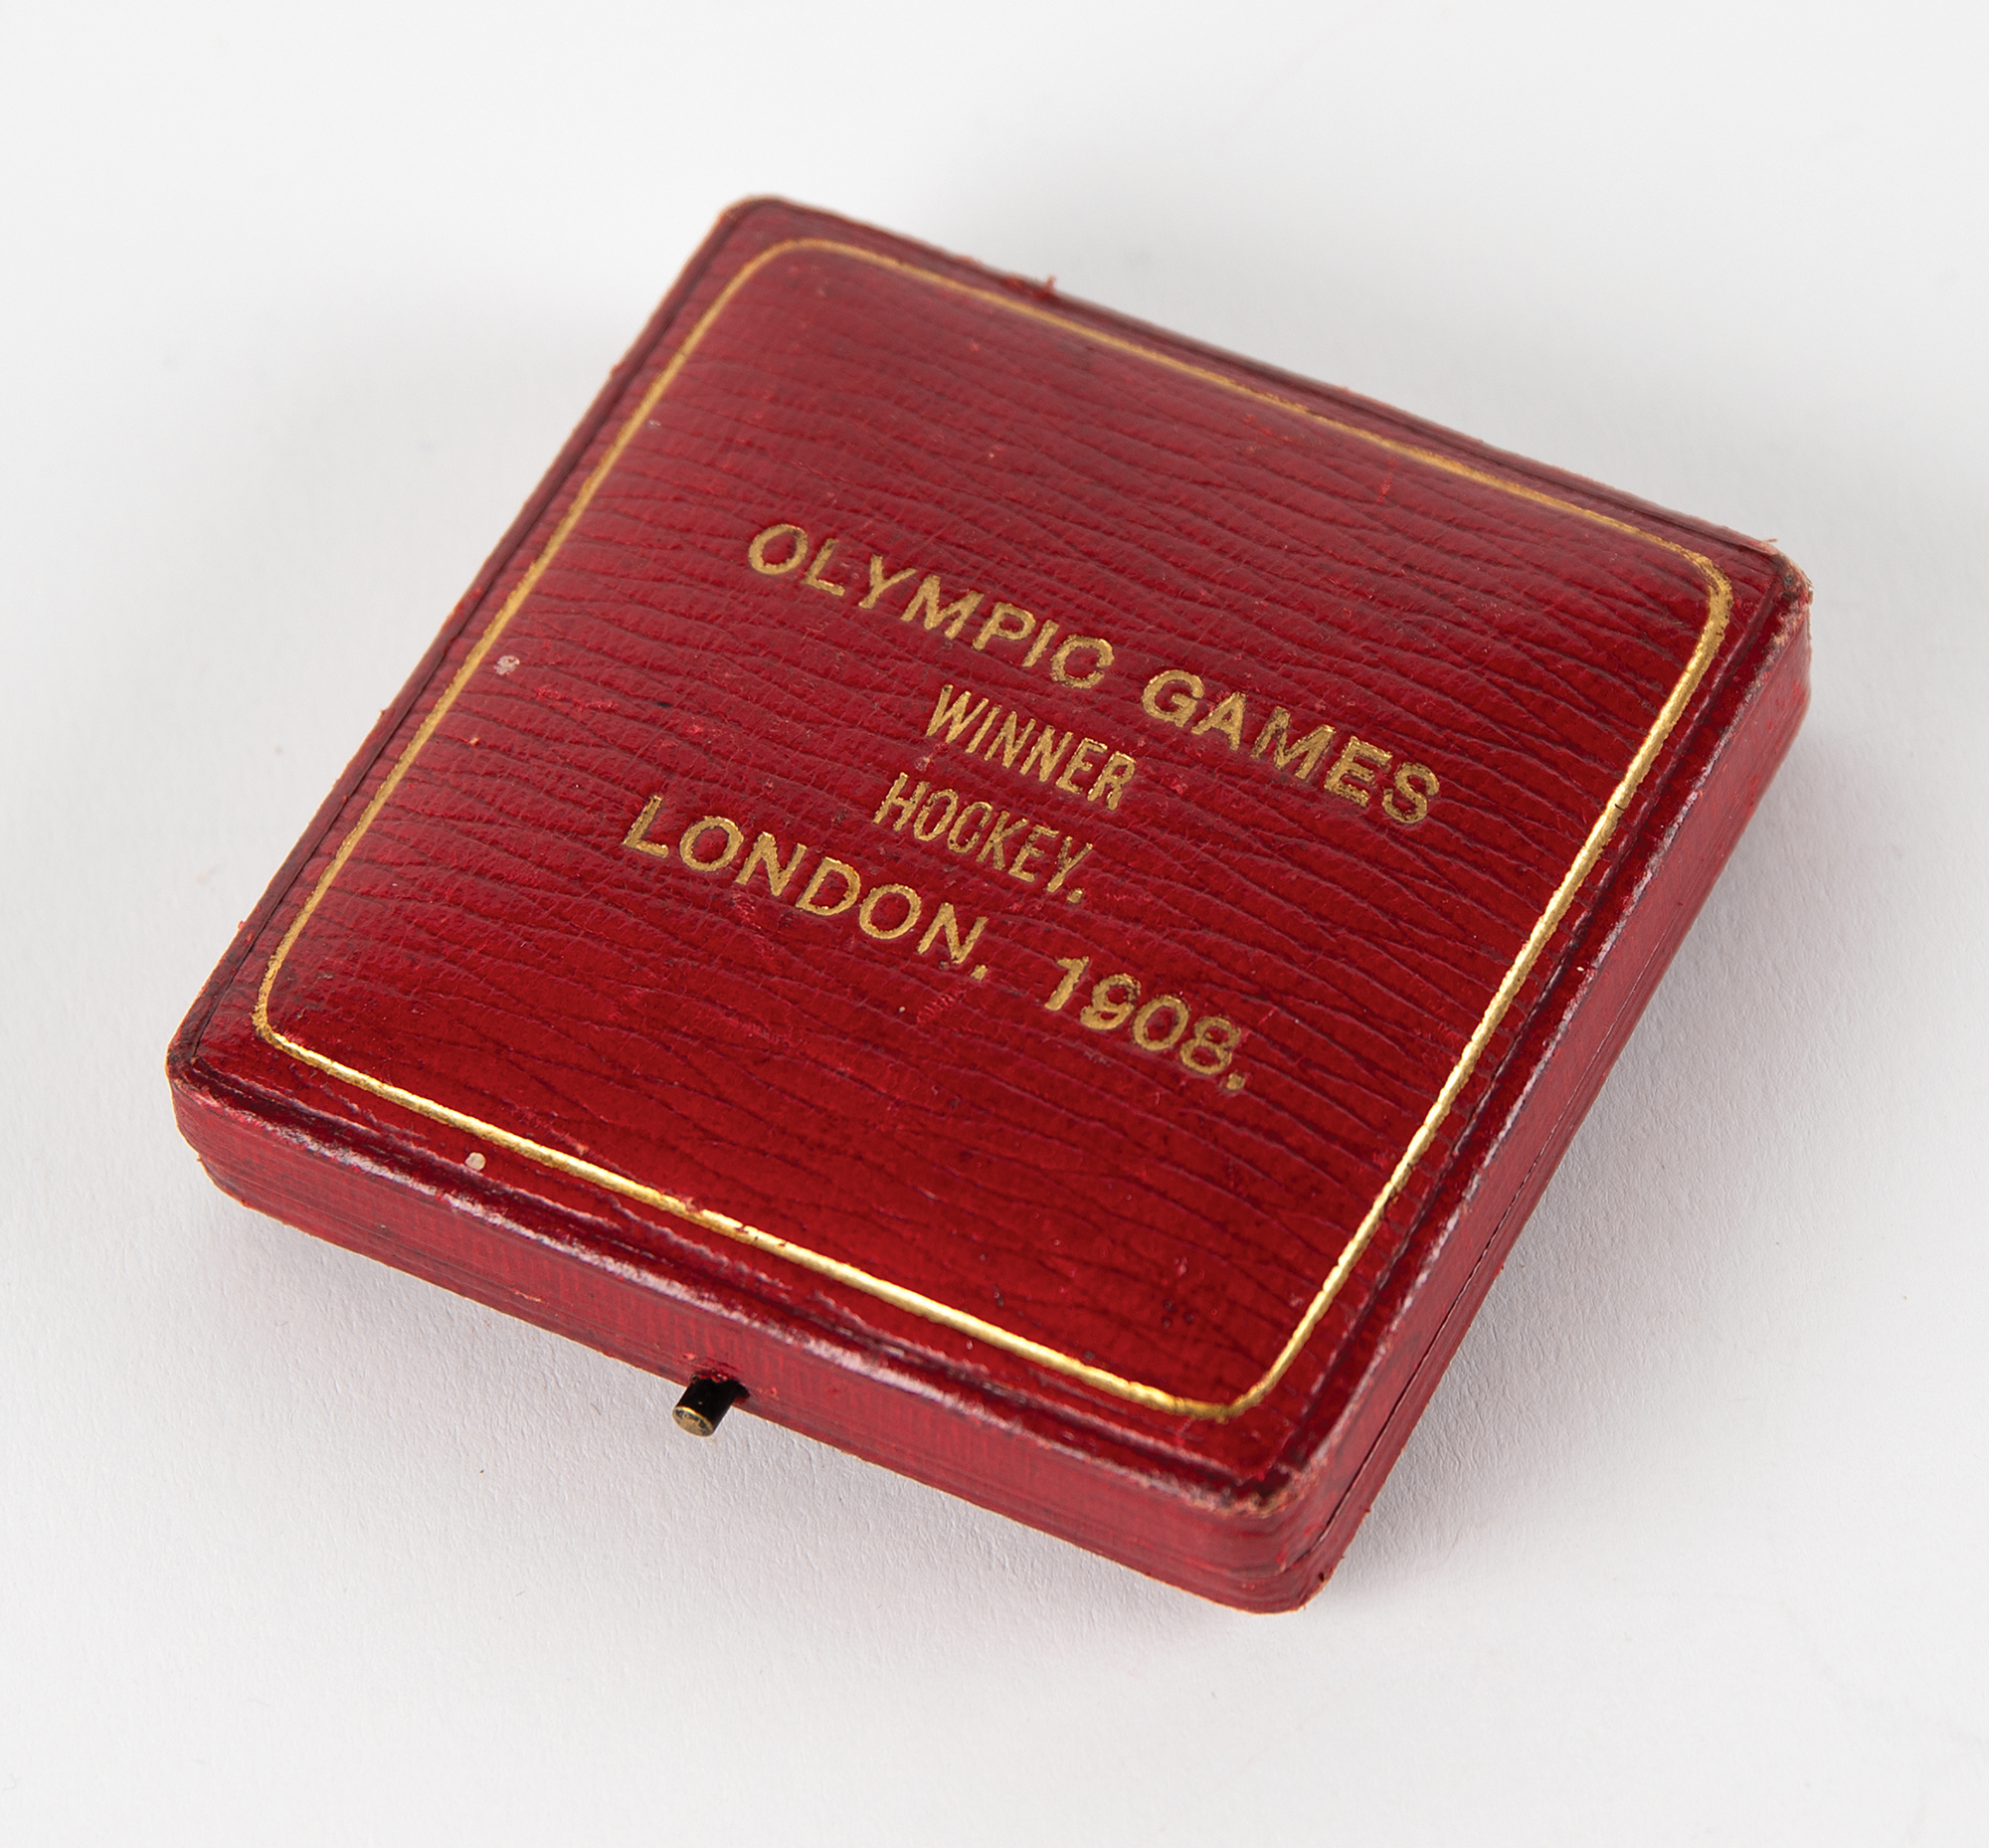 OLYMPIC GAMES
WINNER
HOCKEY.
LONDON. 1908.